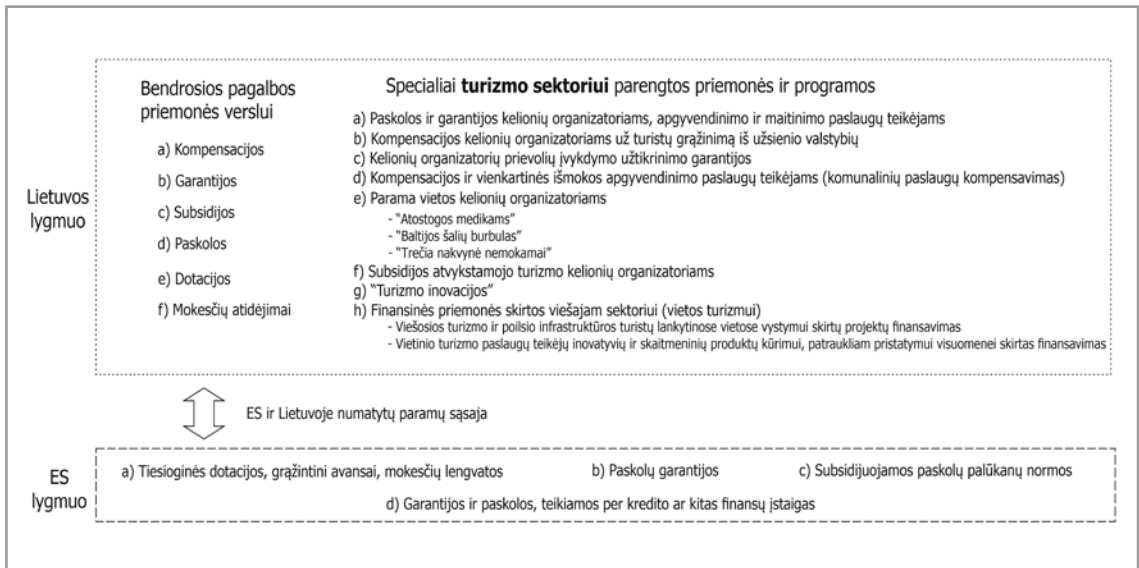 Bendrosios pagalbos
priemonės verslui
a) Kompensacijos
b) Garantijos
c) Subsidijos
d) Paskolos
e) Dotacijos
f) Mokesčių atidėjimai
Lietuvos
lygmuo
Specialiai turizmo sektoriui parengtos priemonės ir programos
a) Paskolos ir garantijos kelionių organizatoriams, apgyvendinimo ir maitinimo paslaugų teikėjams
b) Kompensacijos kelionių organizatoriams už turistų grąžinimą iš užsienio valstybių
c) Kelionių organizatorių prievolių įvykdymo užtikrinimo garantijos
d) Kompensacijos ir vienkartinės išmokos apgyvendinimo paslaugų teikėjams (komunalinių paslaugų kompensavimas)
e) Parama vietos kelionių organizatoriams
- "Atostogos medikams"
- "Baltijos šalių burbulas"
- "Trečia nakvynė nemokamai"
f) Subsidijos atvykstamojo turizmo kelionių organizatoriams
g) "Turizmo inovacijos"
h) Finansinės priemonės skirtos viešajam sektoriui (vietos turizmui)
- Viešosios turizmo ir poilsio infrastruktūros turistų lankytinose vietose vystymui skirtų projektų finansavimas
- Vietinio turizmo paslaugų teikėjų inovatyvių ir skaitmeninių produktų kūrimui, patraukliam pristatymui visuomenei skirtas finansavimas
ES ir Lietuvoje numatytų paramų sąsaja
ES
lygmuo
a) Tiesioginės dotacijos, grąžintini avansai, mokesčių lengvatos
b) Paskolų garantijos
c) Subsidijuojamos paskolų palūkanų normos
d) Garantijos ir paskolos, teikiamos per kredito ar kitas finansų įstaigas